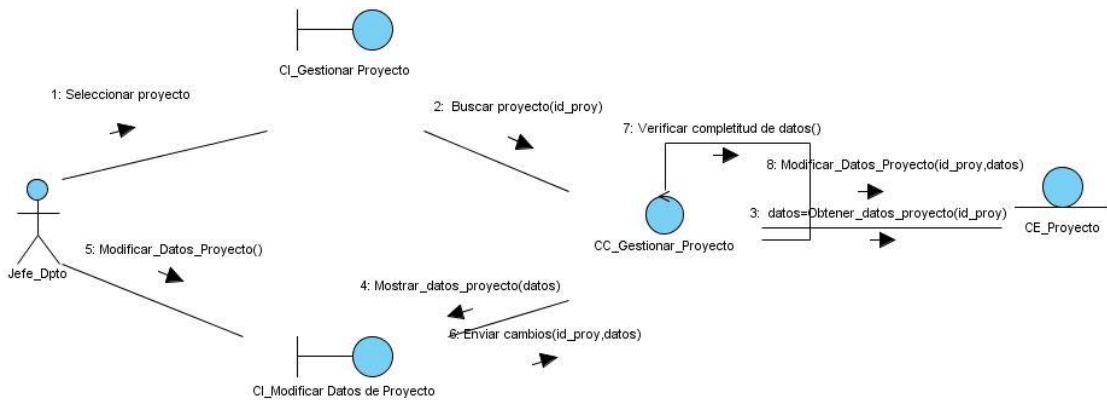 CI_Gestionar Proyecto
1: Seleccionar proyecto
2: Buscar proyecto(id_proy)
7: Verificar completitud de datos()
8: Modificar_Datos_Proyecto(id_proy,datos)
3: datos=Obtener_datos_proyecto(id_proy)
CE_Proyecto
CC_Gestionar_Proyecto
5: Modificar_Datos_Proyecto()
Jefe_Dpto
4: Mostrar_datos_proyecto(datos)
6: Enviar cambios(id_proy,datos)
CI_Modificar Datos de Proyecto